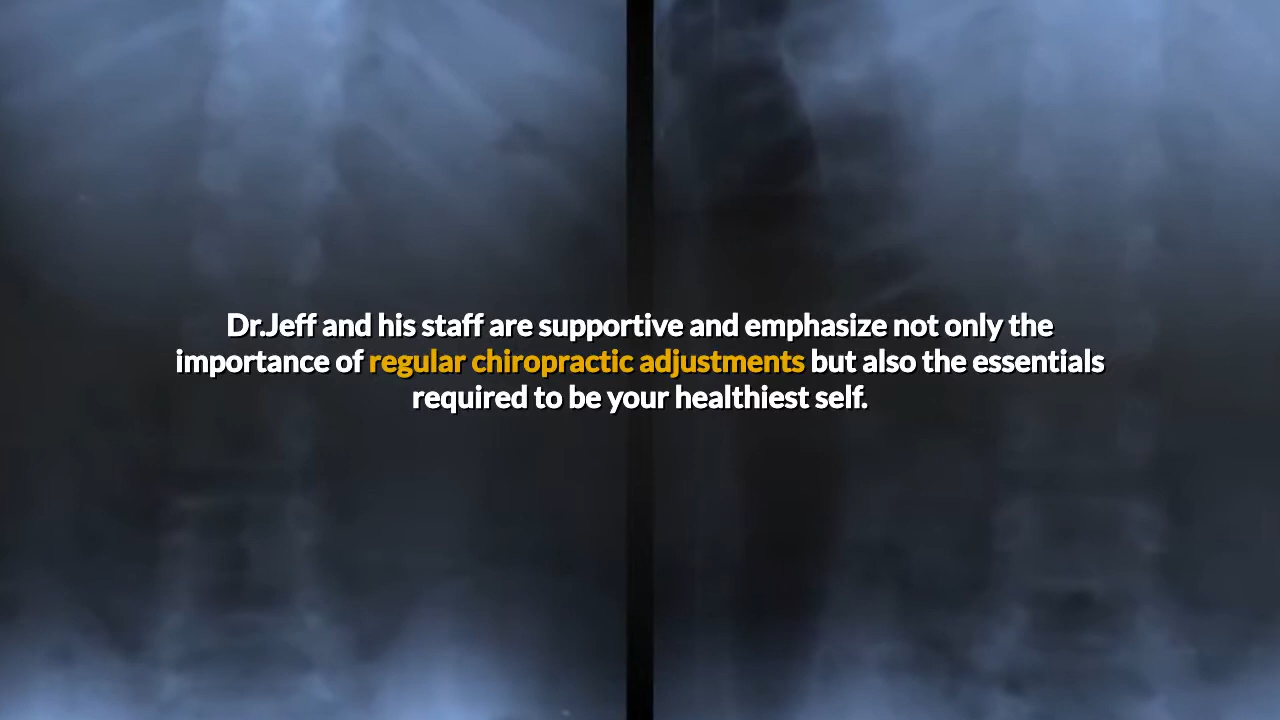 Dr.Jeff and his staff are supportive and emphasize not only the
importance of regular chiropractic adjustments but also the essentials
required to be your healthiest self.